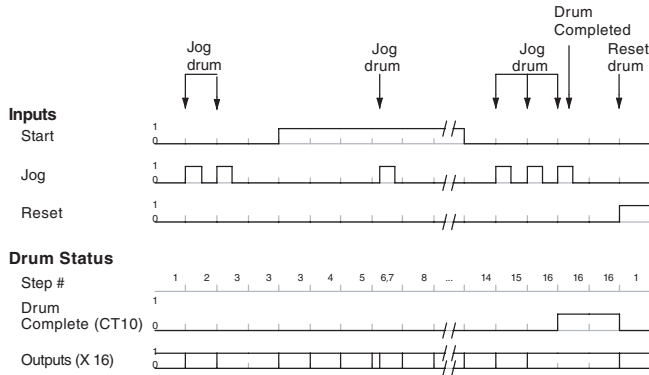 Drum
Completed
Jog
drum
Jog
drum
Jog
drum
Reset
drum
Inputs
Start
1
0
Jog
1
0
Reset
1
0
Drum Status
Step # 1 2 3 3 3 4 5 6,7 8 ... 14 15 16 16 16 1
Drum
Complete (CT10)
1
0
Outputs (X 16)
1
0